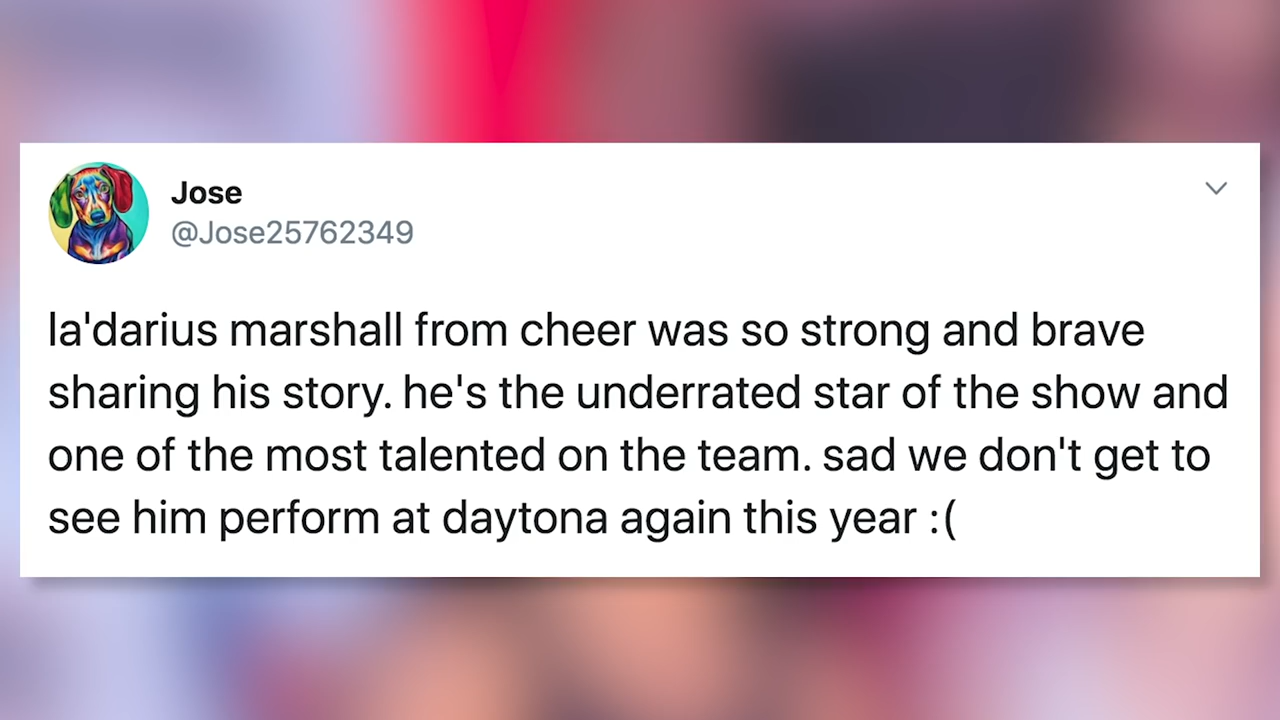 Jose
@Jose25762349
la'darius marshall from cheer was so strong and brave
sharing his story. he's the underrated star of the show and
one of the most talented on the team. sad we don't get to
see him perform at daytona again this year :(